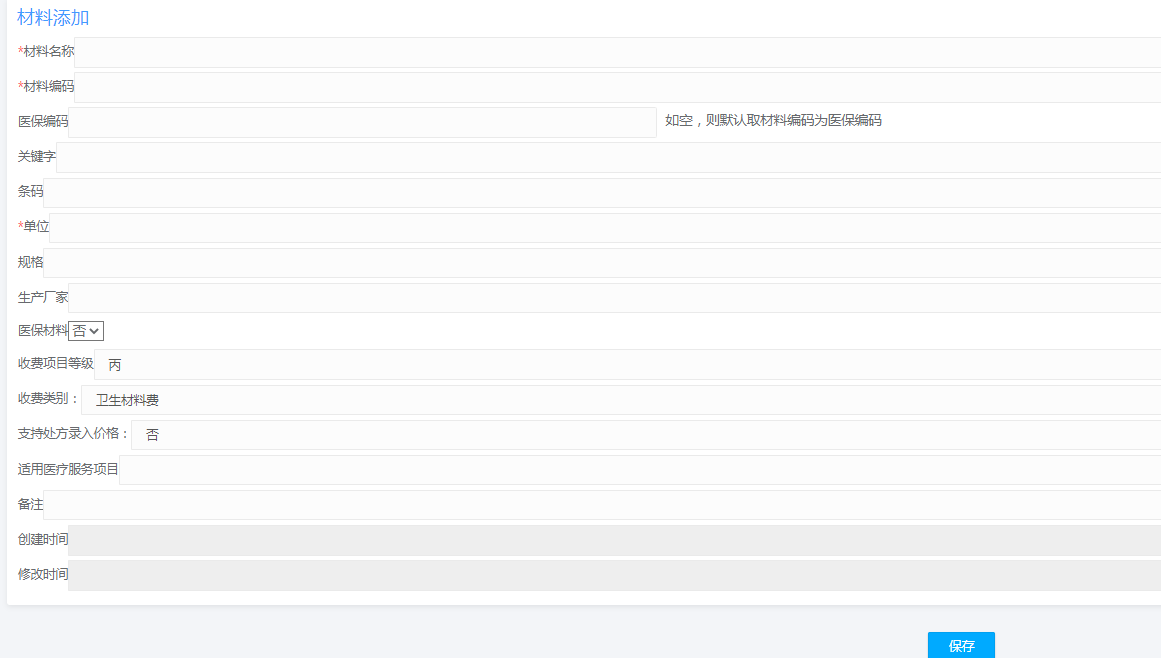 材料添加
*材料名称
*材料编码
医保编码 如空，则默认取材料编码为医保编码
关键字
条码
*单位
规格
生产厂家
医保材料 否
收费项目等级 丙
收费类别： 卫生材料费
支持处方录入价格： 否
适用医疗服务项目
备注
创建时间
修改时间
保存